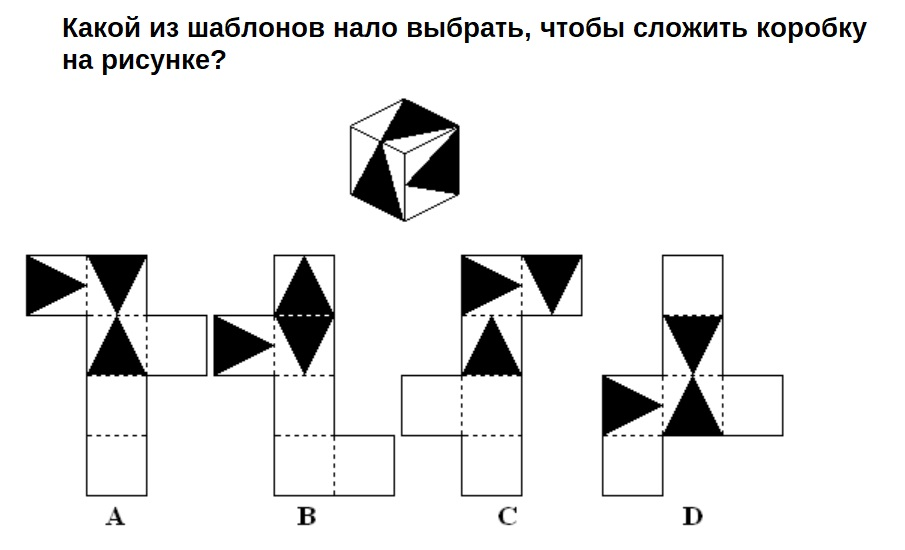 Какой из шаблонов нало выбрать, чтобы сложить коробку
на рисунке?
A B C D